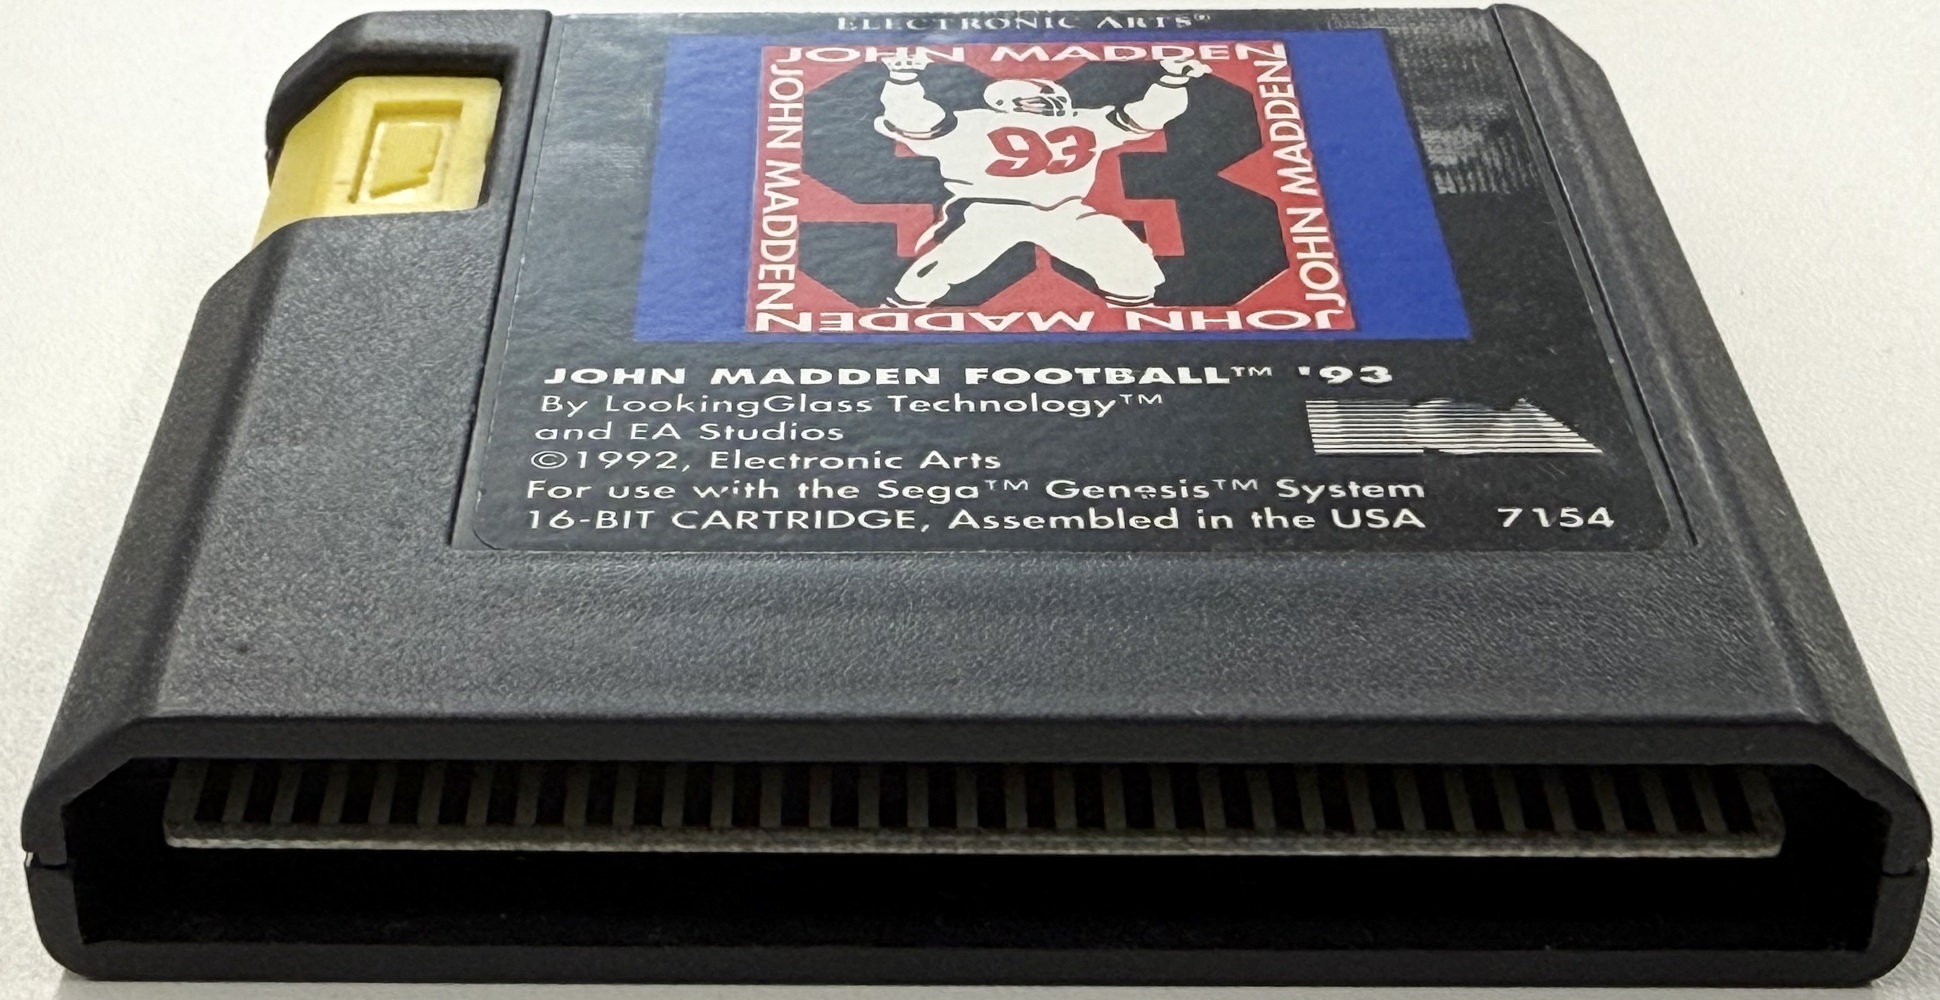 ELECTRONIC ARTS®
JOHN MADDEN
JOHN MADDEN
JOHN MADDEN
JOHN MADDEN
93
JOHN MADDEN FOOTBALL™ '93
By LookingGlass Technology™
and EA Studios
©1992, Electronic Arts
For use with the Sega™ Genesis™ System
16-BIT CARTRIDGE, Assembled in the USA 7154
EA
93